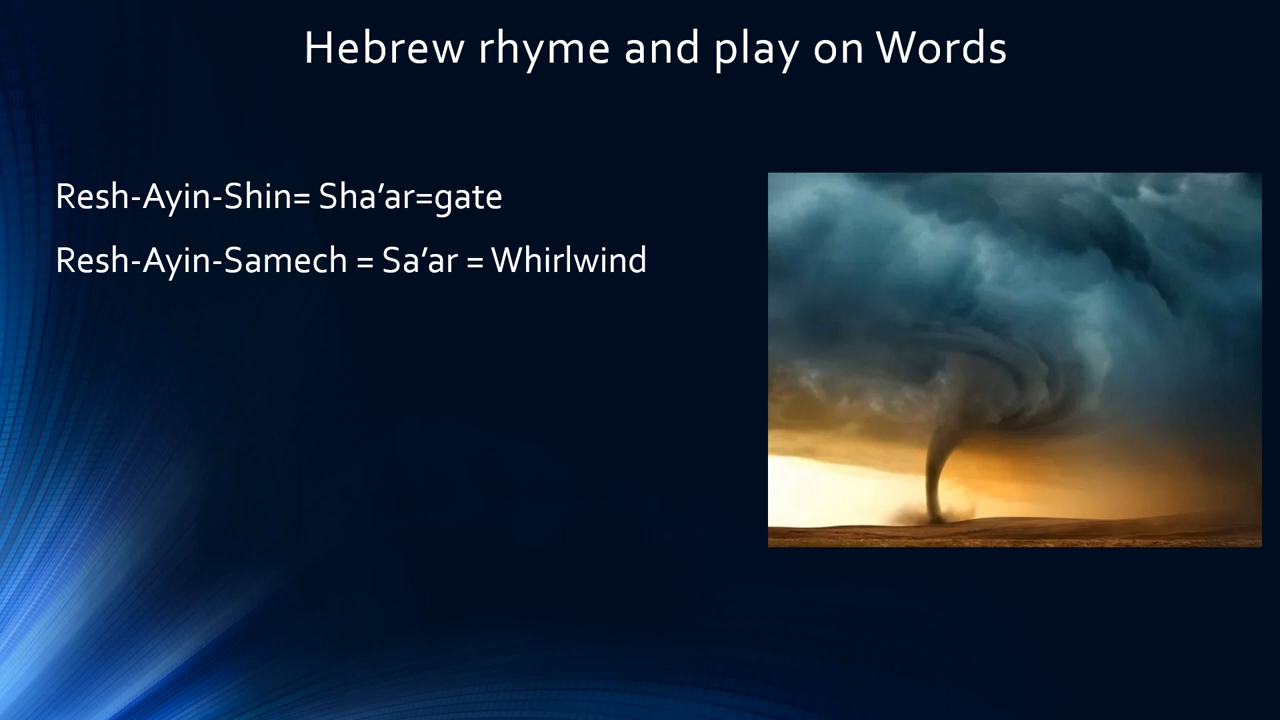 Hebrew rhyme and play on Words
Resh-Ayin-Shin= Sha’ar=gate
Resh-Ayin-Samech = Sa’ar = Whirlwind